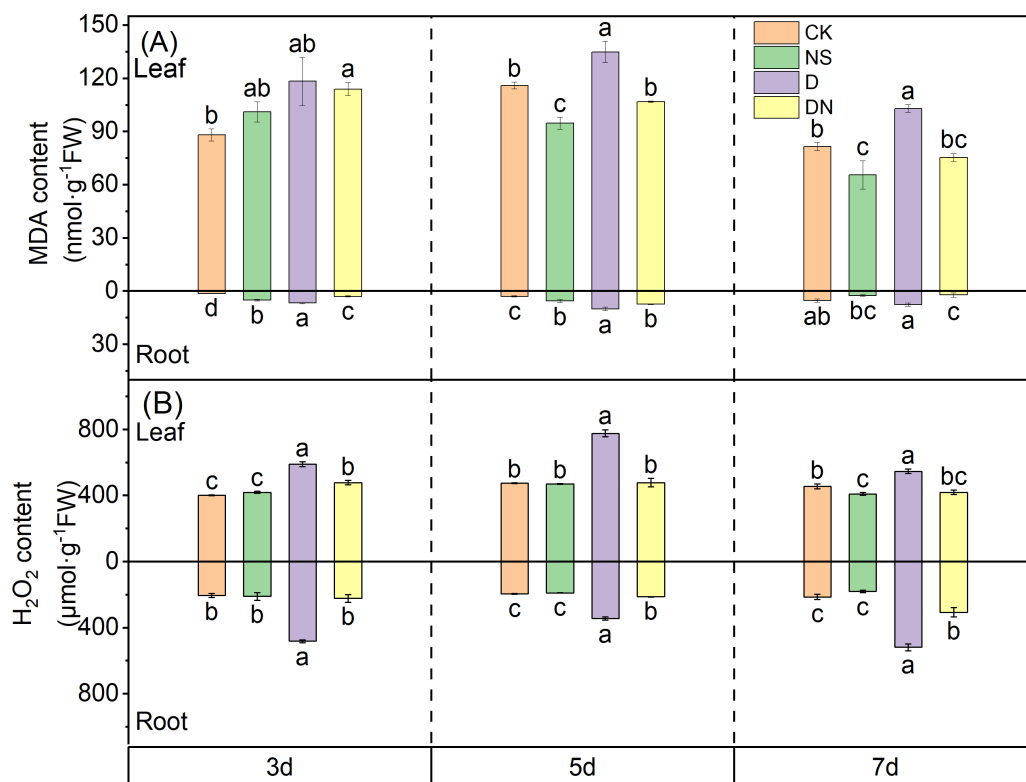 (A)
Leaf
CK
NS
D
DN
150
120
90
60
30
0
30
MDA content
(nmol·g⁻¹FW)
b ab ab a
b c a b
b c a bc
d b a c
c b a b
ab bc a c
Root
(B)
Leaf
800
400
0
400
800
H₂O₂ content
(μmol·g⁻¹FW)
c c a b
b b a b
b c a bc
b b a b
c c a b
c c a b
Root
3d 5d 7d